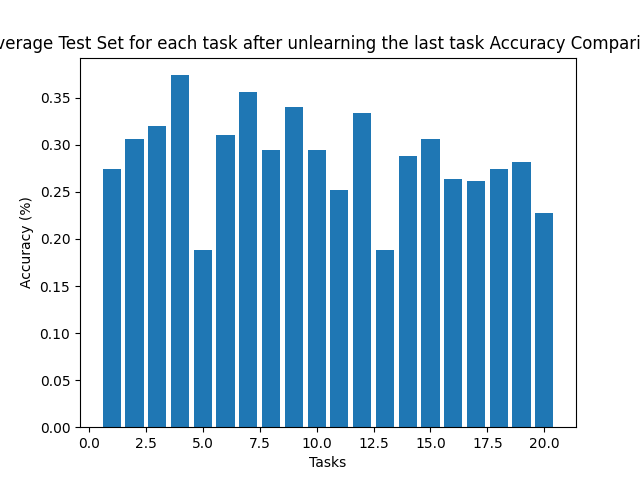 verage Test Set for each task after unlearning the last task Accuracy Compari
0.35
0.30
0.25
0.20
0.15
0.10
0.05
0.00
Accuracy (%)
0.0 2.5 5.0 7.5 10.0 12.5 15.0 17.5 20.0
Tasks